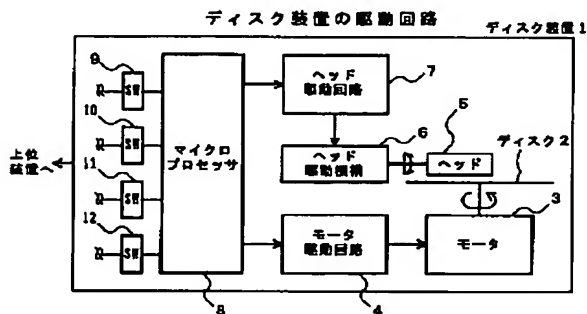 ディスク装置の駆動回路
ディスク装置1
9
SW
10
SW
11
SW
12
SW
上位
装置へ
マイクロ
プロセッサ
8
ヘッド
駆動回路
7
ヘッド
駆動機構
6
5
ヘッド
ディスク2
3
モータ
モータ
駆動回路
4